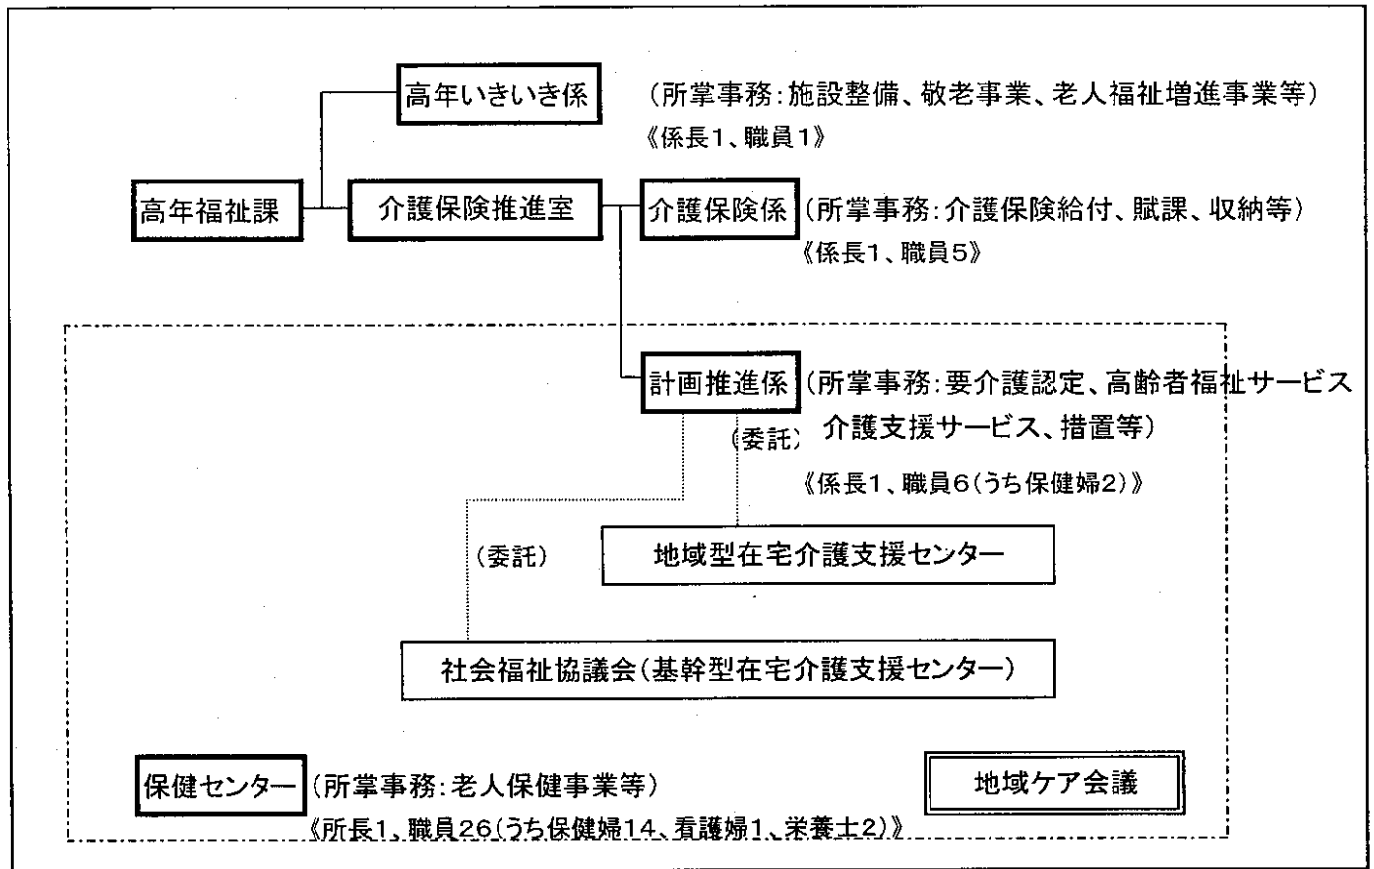 高年いきいき係 (所掌事務:施設整備、敬老事業、老人福祉増進事業等)
《係長1、職員1》
高年福祉課 介護保険推進室 介護保険係 (所掌事務:介護保険給付、賦課、収納等)
《係長1、職員5》
計画推進係 (所掌事務:要介護認定、高齢者福祉サービス
(委託) 介護支援サービス、措置等)
《係長1、職員6(うち保健婦2)》
(委託) 地域型在宅介護支援センター
社会福祉協議会(基幹型在宅介護支援センター)
保健センター (所掌事務:老人保健事業等) 地域ケア会議
《所長1、職員26(うち保健婦14、看護婦1、栄養士2)》